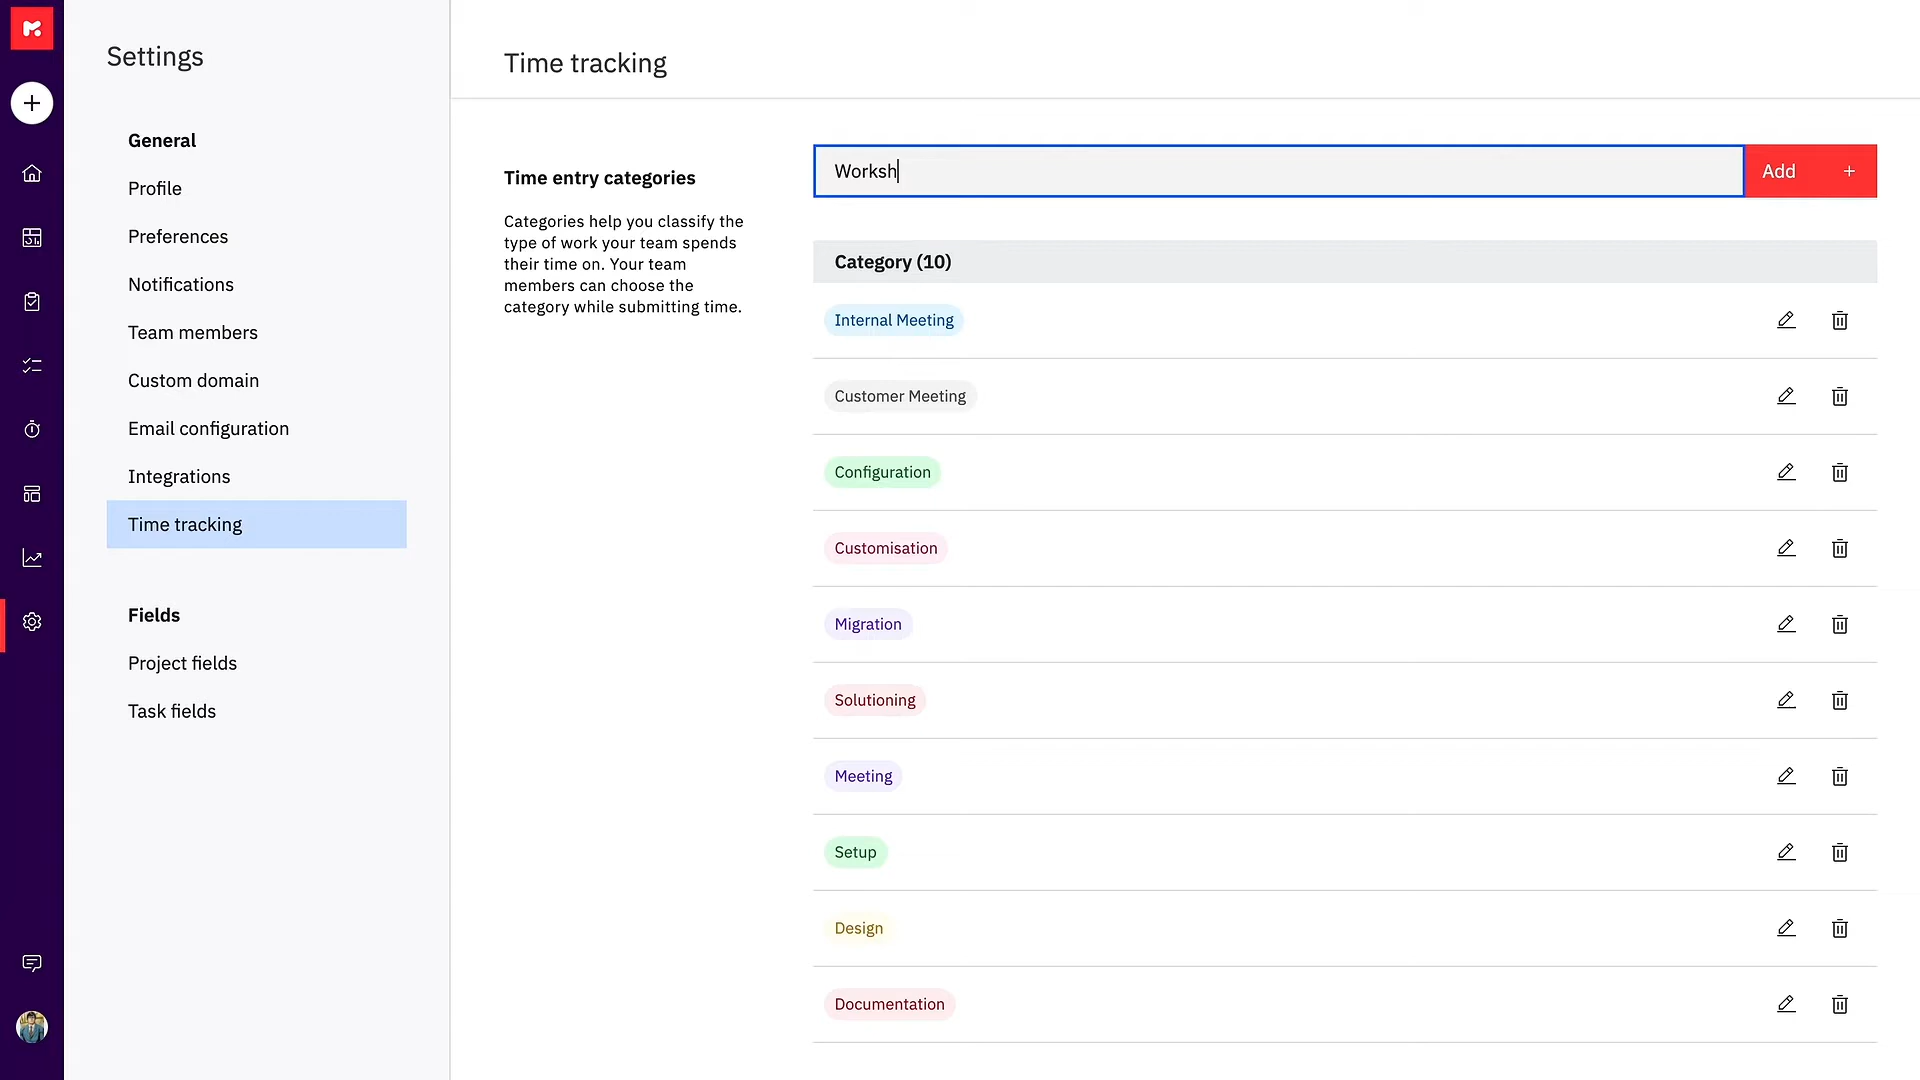 Settings
General
Profile
Preferences
Notifications
Team members
Custom domain
Email configuration
Integrations
Time tracking
Fields
Project fields
Task fields
Time tracking
Time entry categories
Categories help you classify the
type of work your team spends
their time on. Your team
members can choose the
category while submitting time.
Worksh
Add +
Category (10)
Internal Meeting
Customer Meeting
Configuration
Customisation
Migration
Solutioning
Meeting
Setup
Design
Documentation